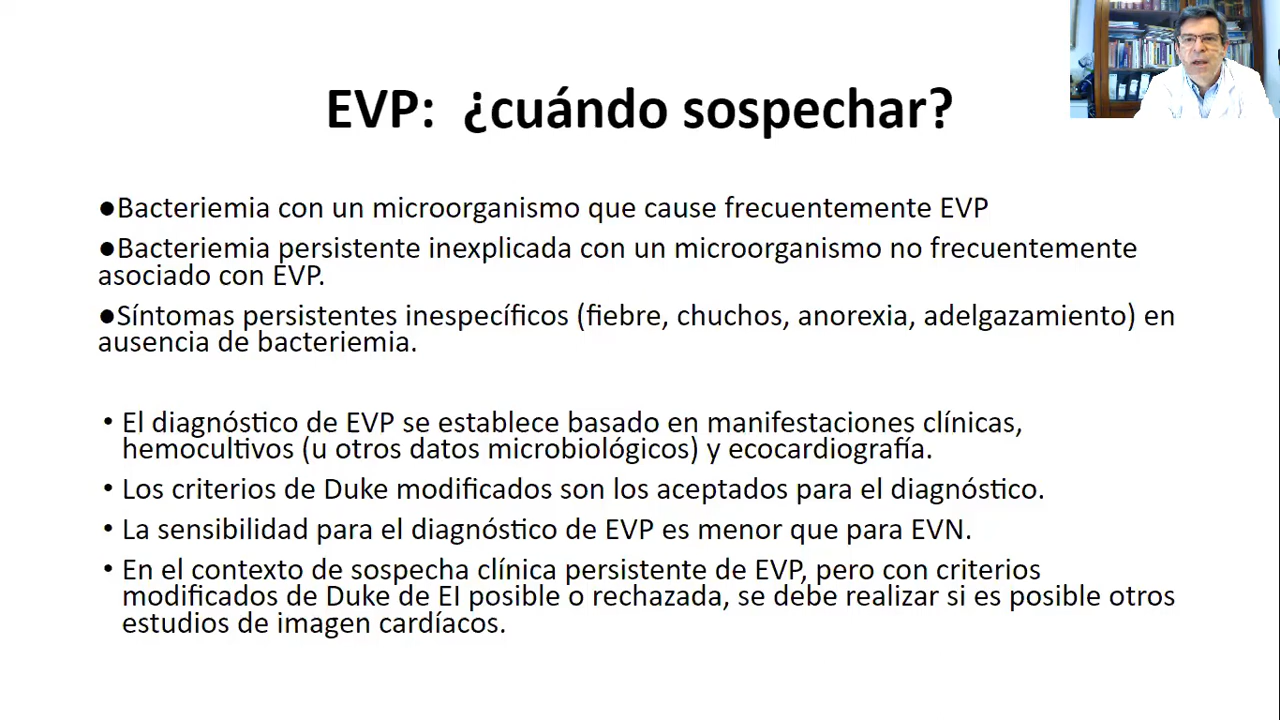 EVP: ¿cuándo sospechar?
●Bacteriemia con un microorganismo que cause frecuentemente EVP
●Bacteriemia persistente inexplicada con un microorganismo no frecuentemente
asociado con EVP.
●Síntomas persistentes inespecíficos (fiebre, chuchos, anorexia, adelgazamiento) en
ausencia de bacteriemia.
• El diagnóstico de EVP se establece basado en manifestaciones clínicas,
hemocultivos (u otros datos microbiológicos) y ecocardiografía.
• Los criterios de Duke modificados son los aceptados para el diagnóstico.
• La sensibilidad para el diagnóstico de EVP es menor que para EVN.
• En el contexto de sospecha clínica persistente de EVP, pero con criterios
modificados de Duke de EI posible o rechazada, se debe realizar si es posible otros
estudios de imagen cardíacos.